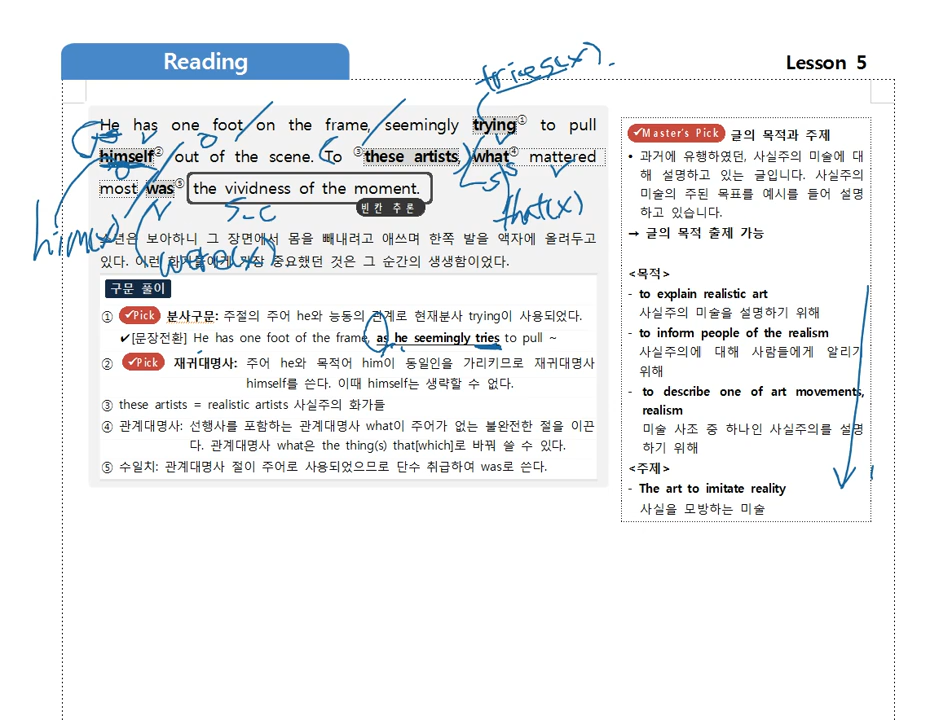 Reading
Lesson 5
tries(x).
He has one foot on the frame, seemingly trying① to pull
himself② out of the scene. To ③these artists, what④ mattered
most was③ the vividness of the moment.
빈칸 추론
S
S-C
V
him(x)
were(x)
that(x)
소년은 보아하니 그 장면에서 몸을 빼내려고 애쓰며 한쪽 발을 액자에 올려두고
있다. 이런 화가들에게 가장 중요했던 것은 그 순간의 생생함이었다.
구문 풀이
① ✓Pick 분사구문: 주절의 주어 he와 능동의 관계로 현재분사 trying이 사용되었다.
✔[문장전환] He has one foot of the frame, as he seemingly tries to pull ~
② ✓Pick 재귀대명사: 주어 he와 목적어 him이 동일인을 가리키므로 재귀대명사
himself를 쓴다. 이때 himself는 생략할 수 없다.
③ these artists = realistic artists 사실주의 화가들
④ 관계대명사: 선행사를 포함하는 관계대명사 what이 주어가 없는 불완전한 절을 이끈
다. 관계대명사 what은 the thing(s) that[which]로 바꿔 쓸 수 있다.
⑤ 수일치: 관계대명사 절이 주어로 사용되었으므로 단수 취급하여 was로 쓴다.
✓Master's Pick 글의 목적과 주제
• 과거에 유행하였던, 사실주의 미술에 대
해 설명하고 있는 글입니다. 사실주의
미술의 주된 목표를 예시를 들어 설명
하고 있습니다.
→ 글의 목적 출제 가능
<목적>
- to explain realistic art
사실주의 미술을 설명하기 위해
- to inform people of the realism
사실주의에 대해 사람들에게 알리기
위해
- to describe one of art movements,
realism
미술 사조 중 하나인 사실주의를 설명
하기 위해
<주제>
- The art to imitate reality
사실을 모방하는 미술